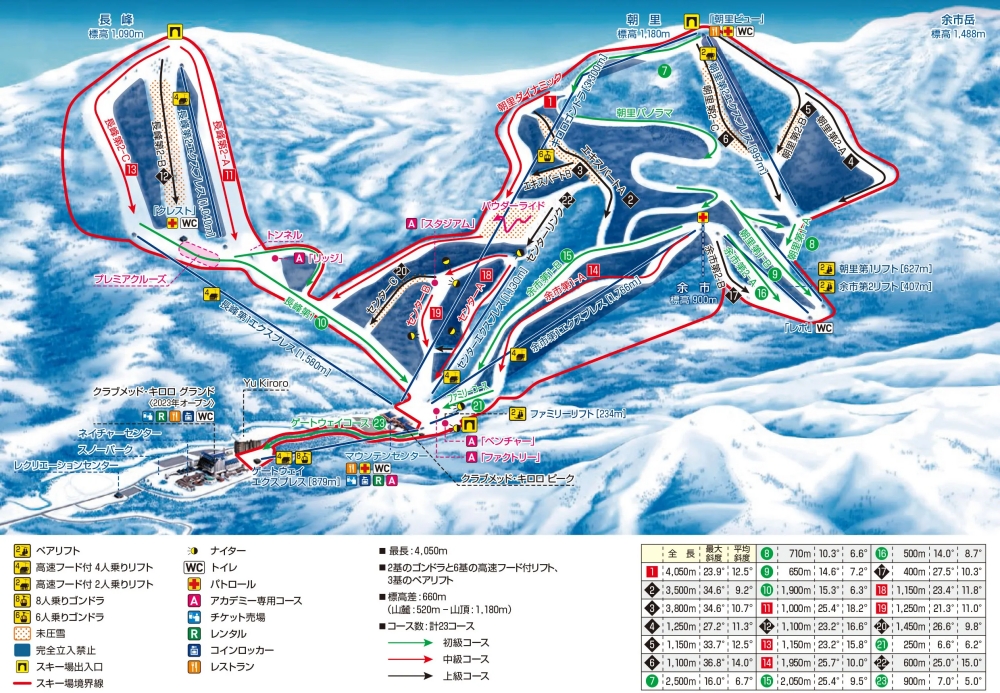 長峰
標高1,090m
朝里
標高1,180m
「朝里ビュー」
WC
余市岳
標高1,488m
朝里ダイナミック
1
キロロゴンドラ [3,300m]
7
2
朝里第2エクスプレス [997m]
朝里パノラマ
朝里第2-C
6
朝里第2-B
5
朝里第2-A
4
4
長峰第2-C
13
長峰第2-B
12
長峰第2エクスプレス [1,010m]
長峰第2-A
11
「クレスト」
WC
トンネル
A「リッジ」
プレミアクルーズ
6
エキスパートB
3
エキスパートA
2
パウダーライド
A「スタジアム」
22
センターリンク
15
余市第1-B
14
余市第1-A
余市第1エクスプレス [1,766m]
センターC
20
センターB
19
18
センターA
センターエクスプレス [1,136m]
余市
標高900m
余市第2-B
17
余市第2-A
16
朝里第1-B
9
朝里第1-A
8
2 朝里第1リフト [627m]
2 余市第2リフト [407m]
「レボ」WC
4
長峰第1エクスプレス [1,580m]
長峰第1
10
4
4
ファミリーコース
21
2 ファミリーリフト [234m]
A「ベンチャー」
A「ファクトリー」
クラブメッド・キロロ グランド
〈2023年オープン〉
R WC
Yu Kiroro
ネイチャーセンター
スノーパーク
レクリエーションセンター
ゲートウェイコース 23
4 8
ゲートウェイ
エクスプレス [879m]
マウンテンセンター
WC
R A
クラブメッド・キロロ ピーク
2 ペアリフト
4 高速フード付 4人乗りリフト
2 高速フード付 2人乗りリフト
8 8人乗りゴンドラ
6 6人乗りゴンドラ
未圧雪
完全立入禁止
スキー場出入口
スキー場境界線
ナイター
WC トイレ
パトロール
A アカデミー専用コース
チケット売場
R レンタル
コインロッカー
レストラン
■ 最長:4,050m
■ 2基のゴンドラと6基の高速フード付リフト、
3基のペアリフト
■ 標高差:660m
(山麓:520m – 山頂:1,180m)
■ コース数:計23コース
初級コース
中級コース
上級コース
全長 最大斜度 平均斜度
1 4,050m 23.9° 12.5°
2 3,500m 34.6° 9.2°
3 3,800m 34.6° 10.7°
4 1,250m 27.2° 12.7°
5 1,150m 33.7° 12.5°
6 1,100m 36.8° 14.0°
7 2,500m 16.0° 6.7°
8 710m 10.3° 6.6°
9 650m 14.6° 7.2°
10 1,900m 15.3° 6.3°
11 1,000m 25.4° 18.2°
12 1,100m 23.2° 16.6°
13 1,150m 23.2° 15.8°
14 1,950m 25.7° 10.0°
15 2,050m 25.4° 9.5°
16 500m 14.0° 8.7°
17 400m 27.5° 10.3°
18 1,150m 23.4° 11.8°
19 1,250m 21.3° 11.0°
20 1,450m 26.6° 9.8°
21 250m 6.6° 6.2°
22 600m 25.0° 15.0°
23 900m 7.0° 5.0°